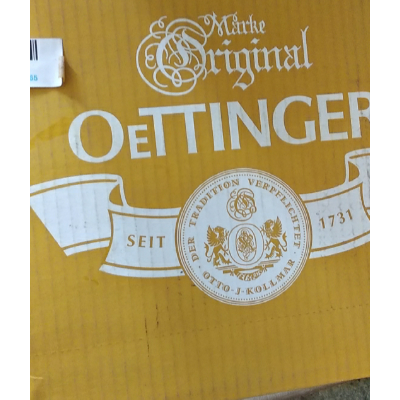 Marke
Original
OeTTINGER
SEIT
1731
DER TRADITION VERPFLICHTET
OTTO·J·KOLLMAR